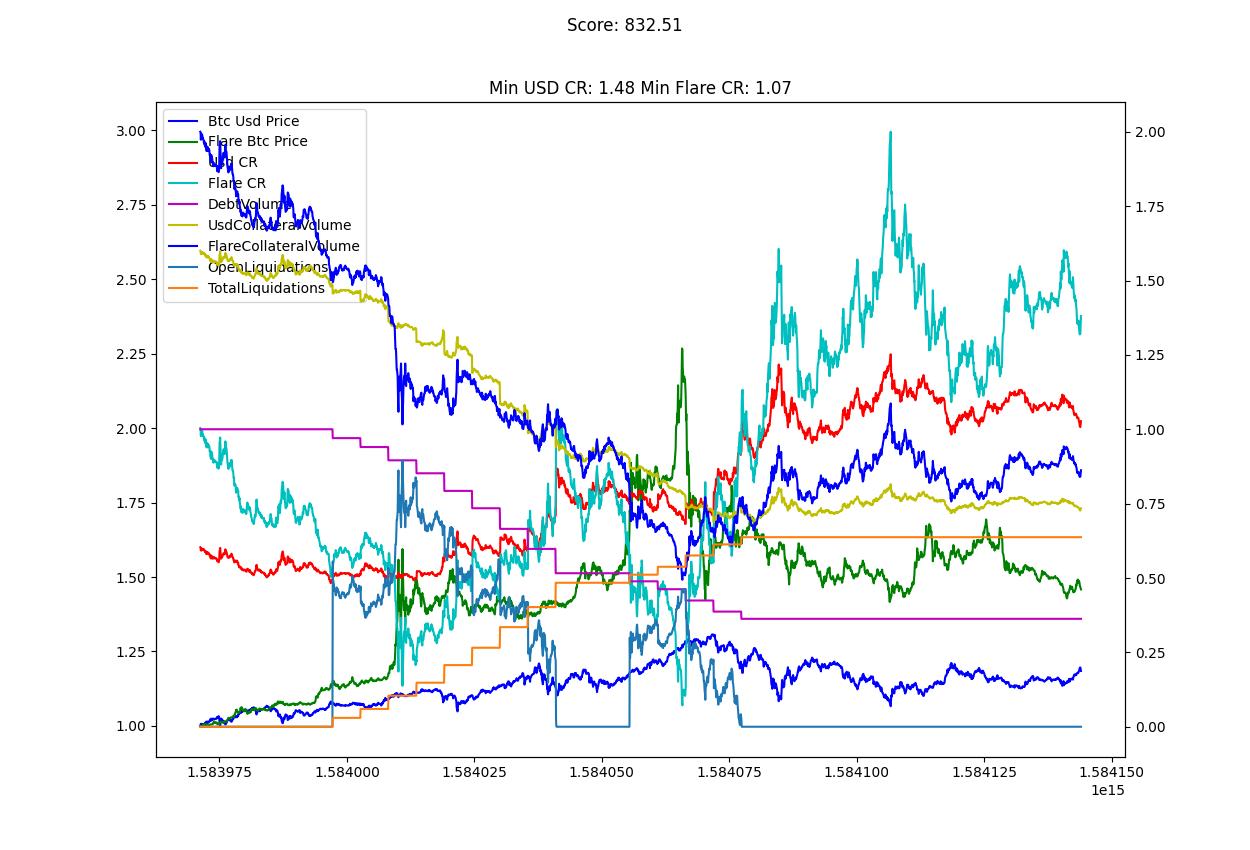 Score: 832.51
Min USD CR: 1.48 Min Flare CR: 1.07
Btc Usd Price
Flare Btc Price
Usd CR
Flare CR
DebtVolume
UsdCollateralVolume
FlareCollateralVolume
OpenLiquidations
TotalLiquidations
3.00
2.75
2.50
2.25
2.00
1.75
1.50
1.25
1.00
2.00
1.75
1.50
1.25
1.00
0.75
0.50
0.25
0.00
1.583975 1.584000 1.584025 1.584050 1.584075 1.584100 1.584125 1.584150
1e15